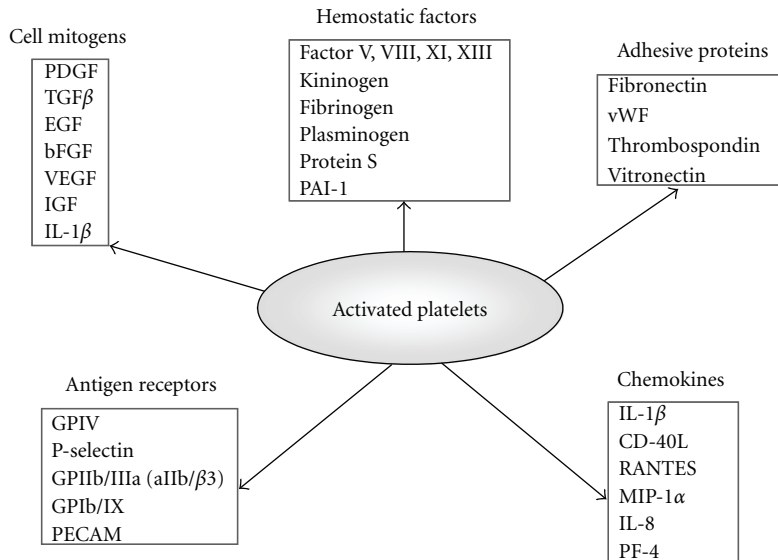 Cell mitogens
PDGF
TGFβ
EGF
bFGF
VEGF
IGF
IL-1β
Hemostatic factors
Factor V, VIII, XI, XIII
Kininogen
Fibrinogen
Plasminogen
Protein S
PAI-1
Adhesive proteins
Fibronectin
vWF
Thrombospondin
Vitronectin
Activated platelets
Antigen receptors
GPIV
P-selectin
GPIIb/IIIa (aIIb/β3)
GPIb/IX
PECAM
Chemokines
IL-1β
CD-40L
RANTES
MIP-1α
IL-8
PF-4